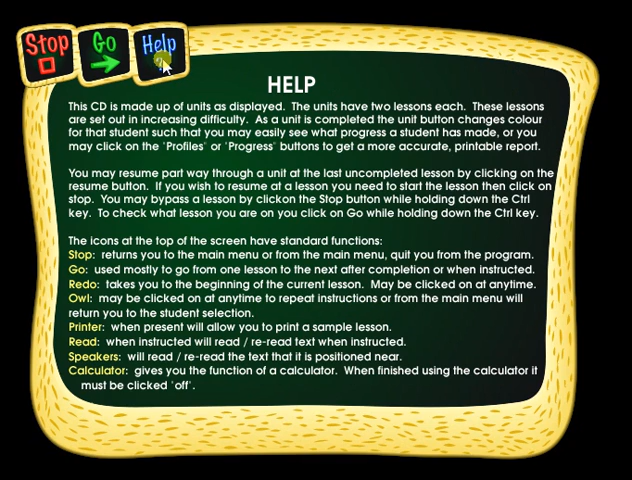 Stop Go Help
HELP
This CD is made up of units as displayed. The units have two lessons each. These lessons
are set out in increasing difficulty. As a unit is completed the unit button changes colour
for that student such that you may easily see what progress a student has made, or you
may click on the "Profiles" or "Progress" buttons to get a more accurate, printable report.
You may resume part way through a unit at the last uncompleted lesson by clicking on the
resume button. If you wish to resume at a lesson you need to start the lesson then click on
stop. You may bypass a lesson by clickon the Stop button while holding down the Ctrl
key. To check what lesson you are on you click on Go while holding down the Ctrl key.
The icons at the top of the screen have standard functions:
Stop: returns you to the main menu or from the main menu, quit you from the program.
Go: used mostly to go from one lesson to the next after completion or when instructed.
Redo: takes you to the beginning of the current lesson. May be clicked on at anytime.
Owl: may be clicked on at anytime to repeat instructions or from the main menu will
return you to the student selection.
Printer: when present will allow you to print a sample lesson.
Read: when instructed will read / re-read text when instructed.
Speakers: will read / re-read the text that it is positioned near.
Calculator: gives you the function of a calculator. When finished using the calculator it
must be clicked "off".